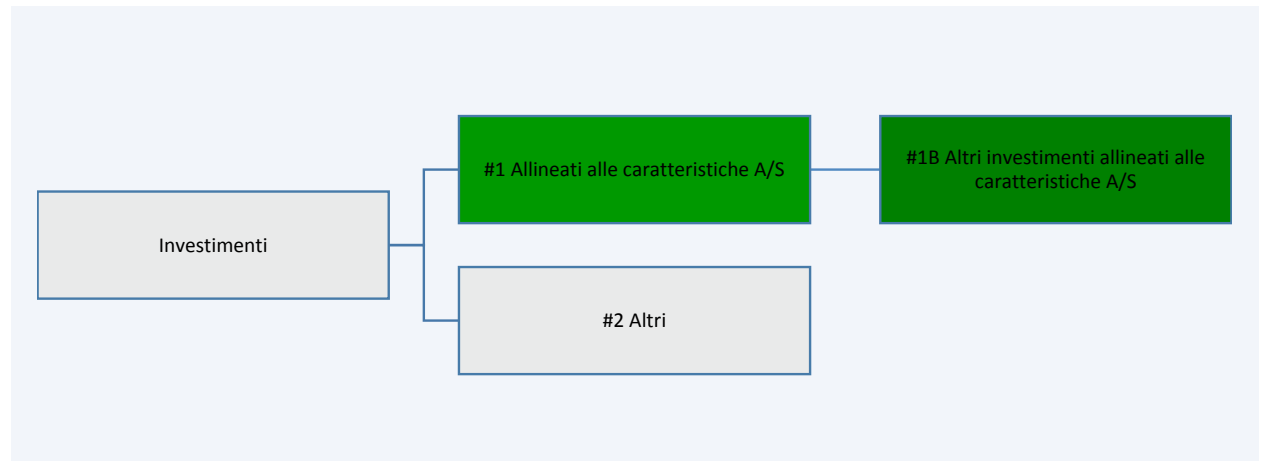 Investimenti
#1 Allineati alle caratteristiche A/S
#2 Altri
#1B Altri investimenti allineati alle
caratteristiche A/S